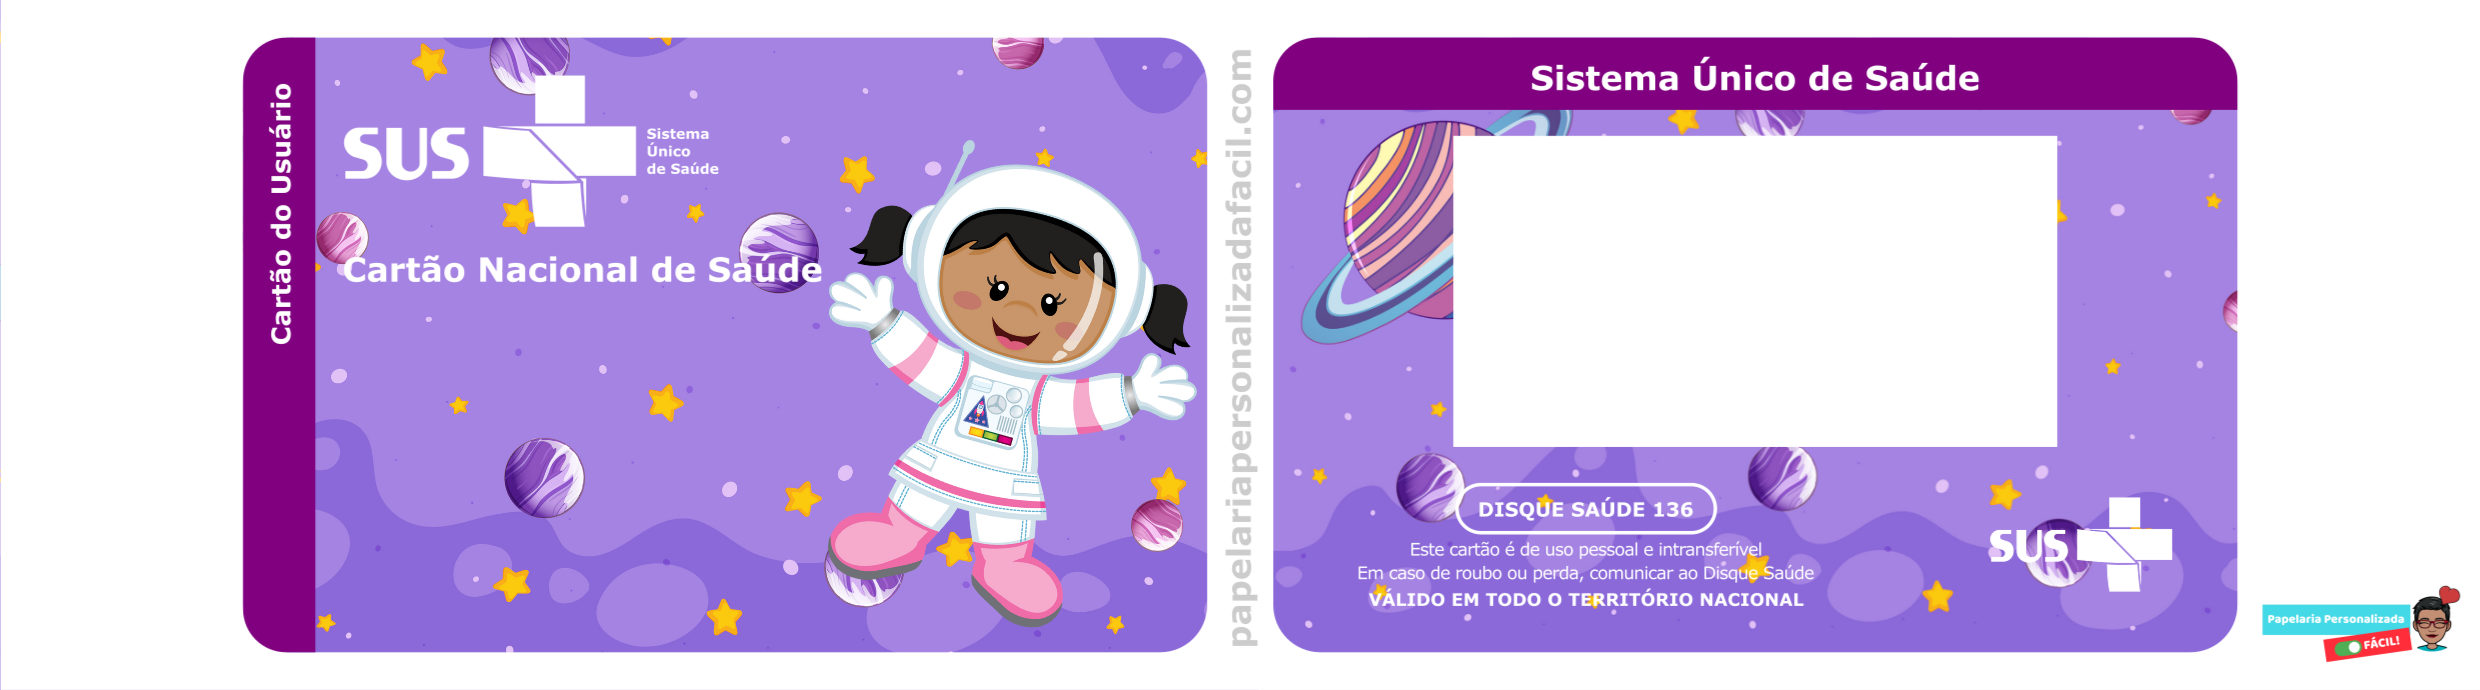 Cartão do Usuário
SUS
Sistema
Único
de Saúde
Cartão Nacional de Saúde
papelariapersonalizadafacil.com
Sistema Único de Saúde
DISQUE SAÚDE 136
Este cartão é de uso pessoal e intransferível
Em caso de roubo ou perda, comunicar ao Disque Saúde
VÁLIDO EM TODO O TERRITÓRIO NACIONAL
SUS
Papelaria Personalizada
FÁCIL!